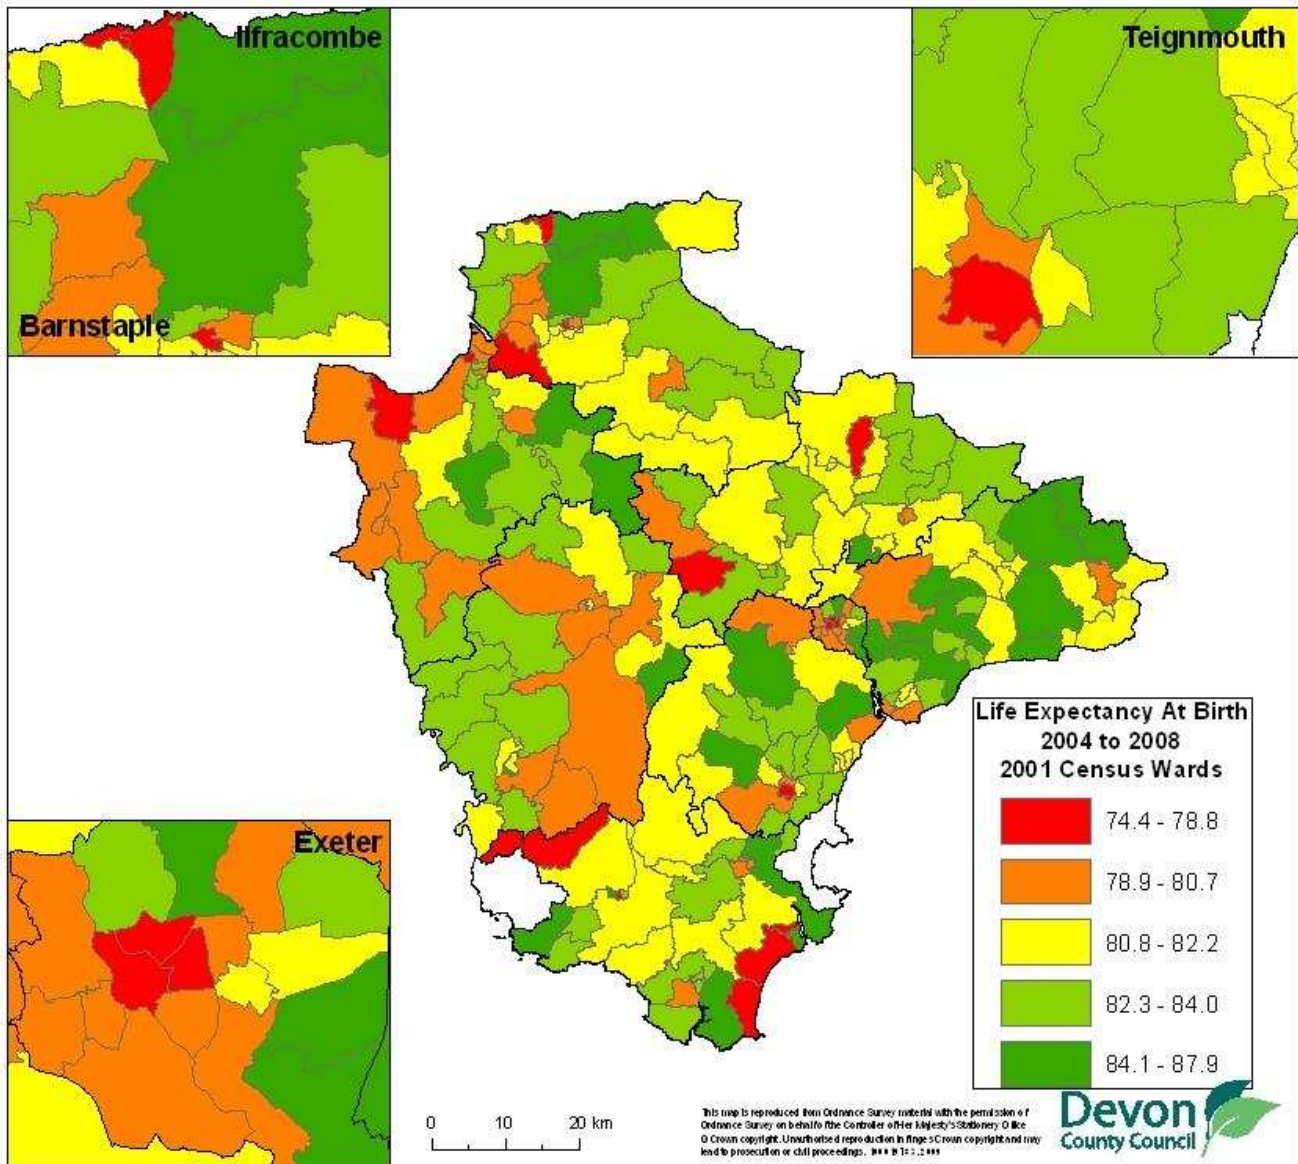 Ilfracombe
Barnstaple
Teignmouth
Exeter
Life Expectancy At Birth
2004 to 2008
2001 Census Wards
74.4 - 78.8
78.9 - 80.7
80.8 - 82.2
82.3 - 84.0
84.1 - 87.9
0 10 20 km
This map is reproduced from Ordnance Survey material with the permission of
Ordnance Survey on behalf of the Controller of Her Majesty's Stationery Office
© Crown copyright. Unauthorised reproduction infringes Crown copyright and may
lead to prosecution or civil proceedings.
Devon
County Council